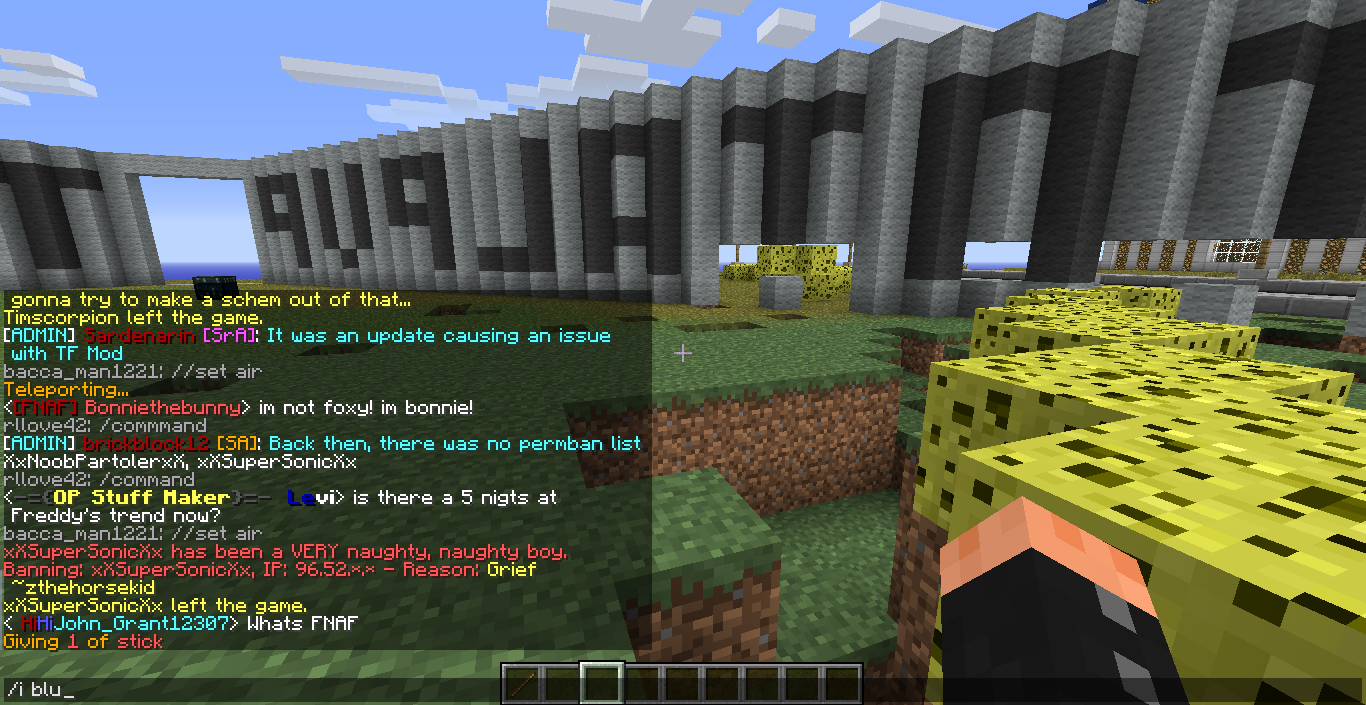 gonna try to make a schem out of that...
Timscorpion left the game.
[ADMIN] Sardenarin [SrA]: It was an update causing an issue
with TF Mod
bacca_man1221: //set air
Teleporting...
<[FNAF] Bonniethebunny> im not foxy! im bonnie!
rllove42: /commmand
[ADMIN] brickblock12 [SA]: Back then, there was no permban list
XxNoobPartolerxX, xXSuperSonicXx
rllove42: /command
<-={OP Stuff Maker}=- Levi> is there a 5 nigts at
Freddy's trend now?
bacca_man1221: //set air
xXSuperSonicXx has been a VERY naughty, naughty boy.
Banning: xXSuperSonicXx, IP: 96.52.*.* - Reason: Grief
~zthehorsekid
xXSuperSonicXx left the game.
< HiHiJohn_Grant12307> Whats FNAF
Giving 1 of stick
/i blu_